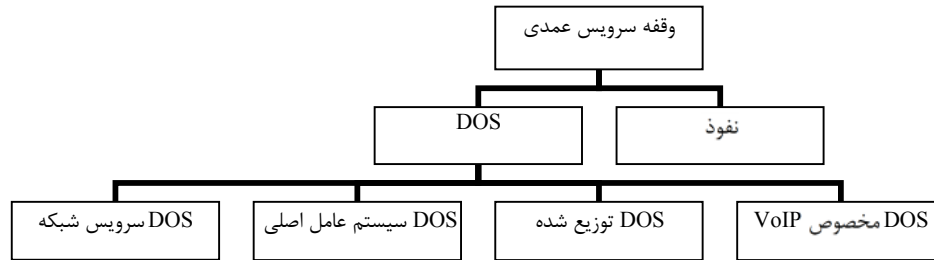 وقفه سرویس عمدی
نفوذ
DOS
DOS مخصوص VoIP
DOS توزیع شده
DOS سیستم عامل اصلی
DOS سرویس شبکه